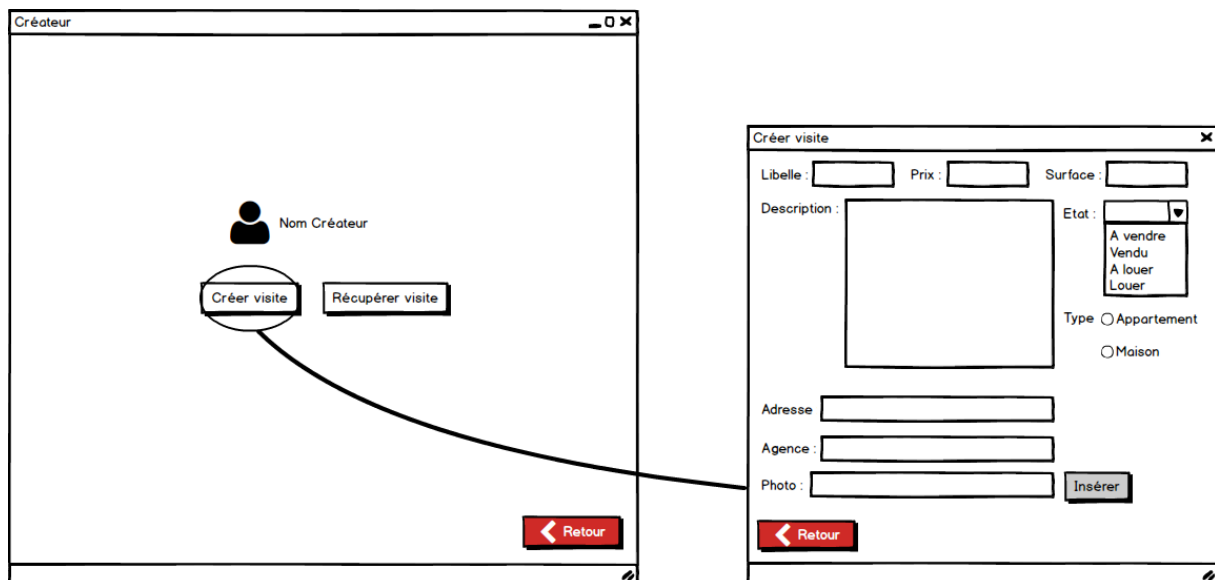 Créateur
Nom Créateur
Créer visite
Récupérer visite
Retour
Créer visite
Libelle : Prix : Surface :
Description :
Etat :
A vendre
Vendu
A louer
Louer
Type Appartement
Maison
Adresse
Agence :
Photo : Insérer
Retour